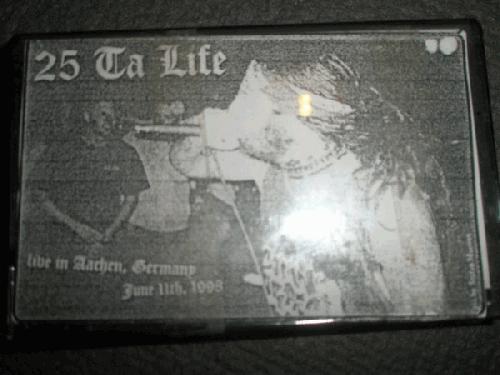 25 Ta Life
live in Aachen, Germany
June 11th, 1998